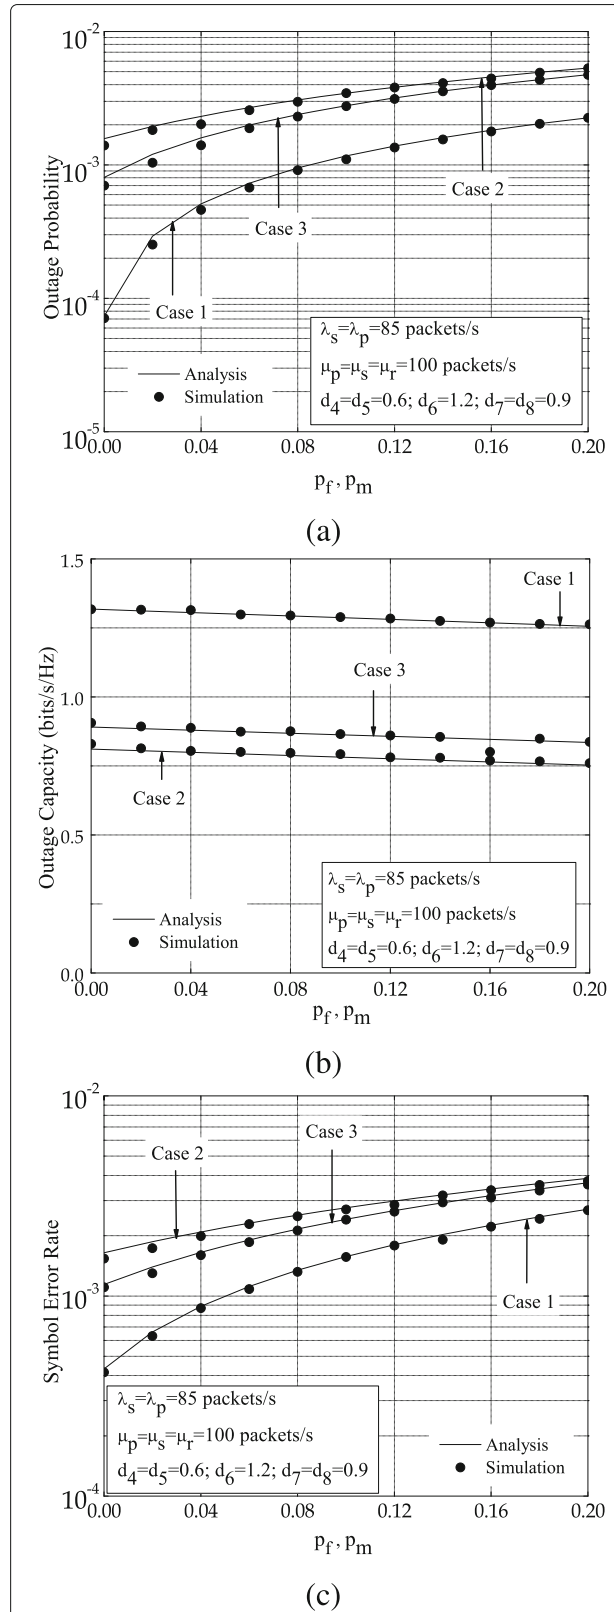 10-2
10-3
10-4
10-5
Outage Probability
Case 2
Case 3
Case 1
Analysis
Simulation
λs=λp=85 packets/s
μp=μs=μr=100 packets/s
d4=d5=0.6; d6=1.2; d7=d8=0.9
0.00 0.04 0.08 0.12 0.16 0.20
pf , pm
(a)
1.5
1.0
0.5
0.0
Outage Capacity (bits/s/Hz)
Case 1
Case 3
Case 2
Analysis
Simulation
λs=λp=85 packets/s
μp=μs=μr=100 packets/s
d4=d5=0.6; d6=1.2; d7=d8=0.9
0.00 0.04 0.08 0.12 0.16 0.20
pf , pm
(b)
10-2
10-3
10-4
Symbol Error Rate
Case 2
Case 3
Case 1
λs=λp=85 packets/s
μp=μs=μr=100 packets/s
d4=d5=0.6; d6=1.2; d7=d8=0.9
Analysis
Simulation
0.00 0.04 0.08 0.12 0.16 0.20
pf , pm
(c)